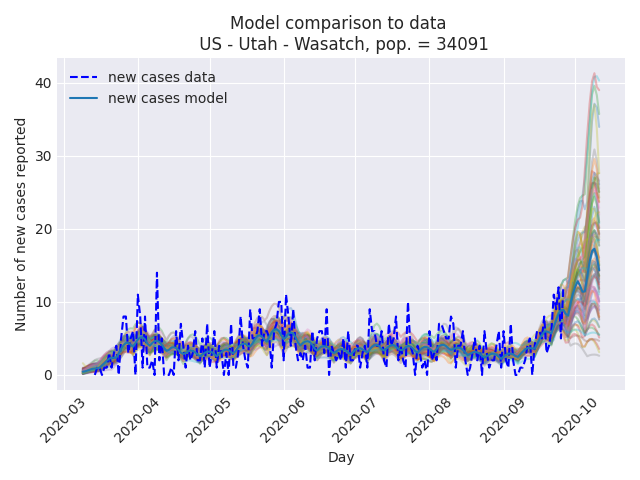 Model comparison to data
US - Utah - Wasatch, pop. = 34091
new cases data
new cases model
Number of new cases reported
40
30
20
10
0
2020-03
2020-04
2020-05
2020-06
2020-07
2020-08
2020-09
2020-10
Day